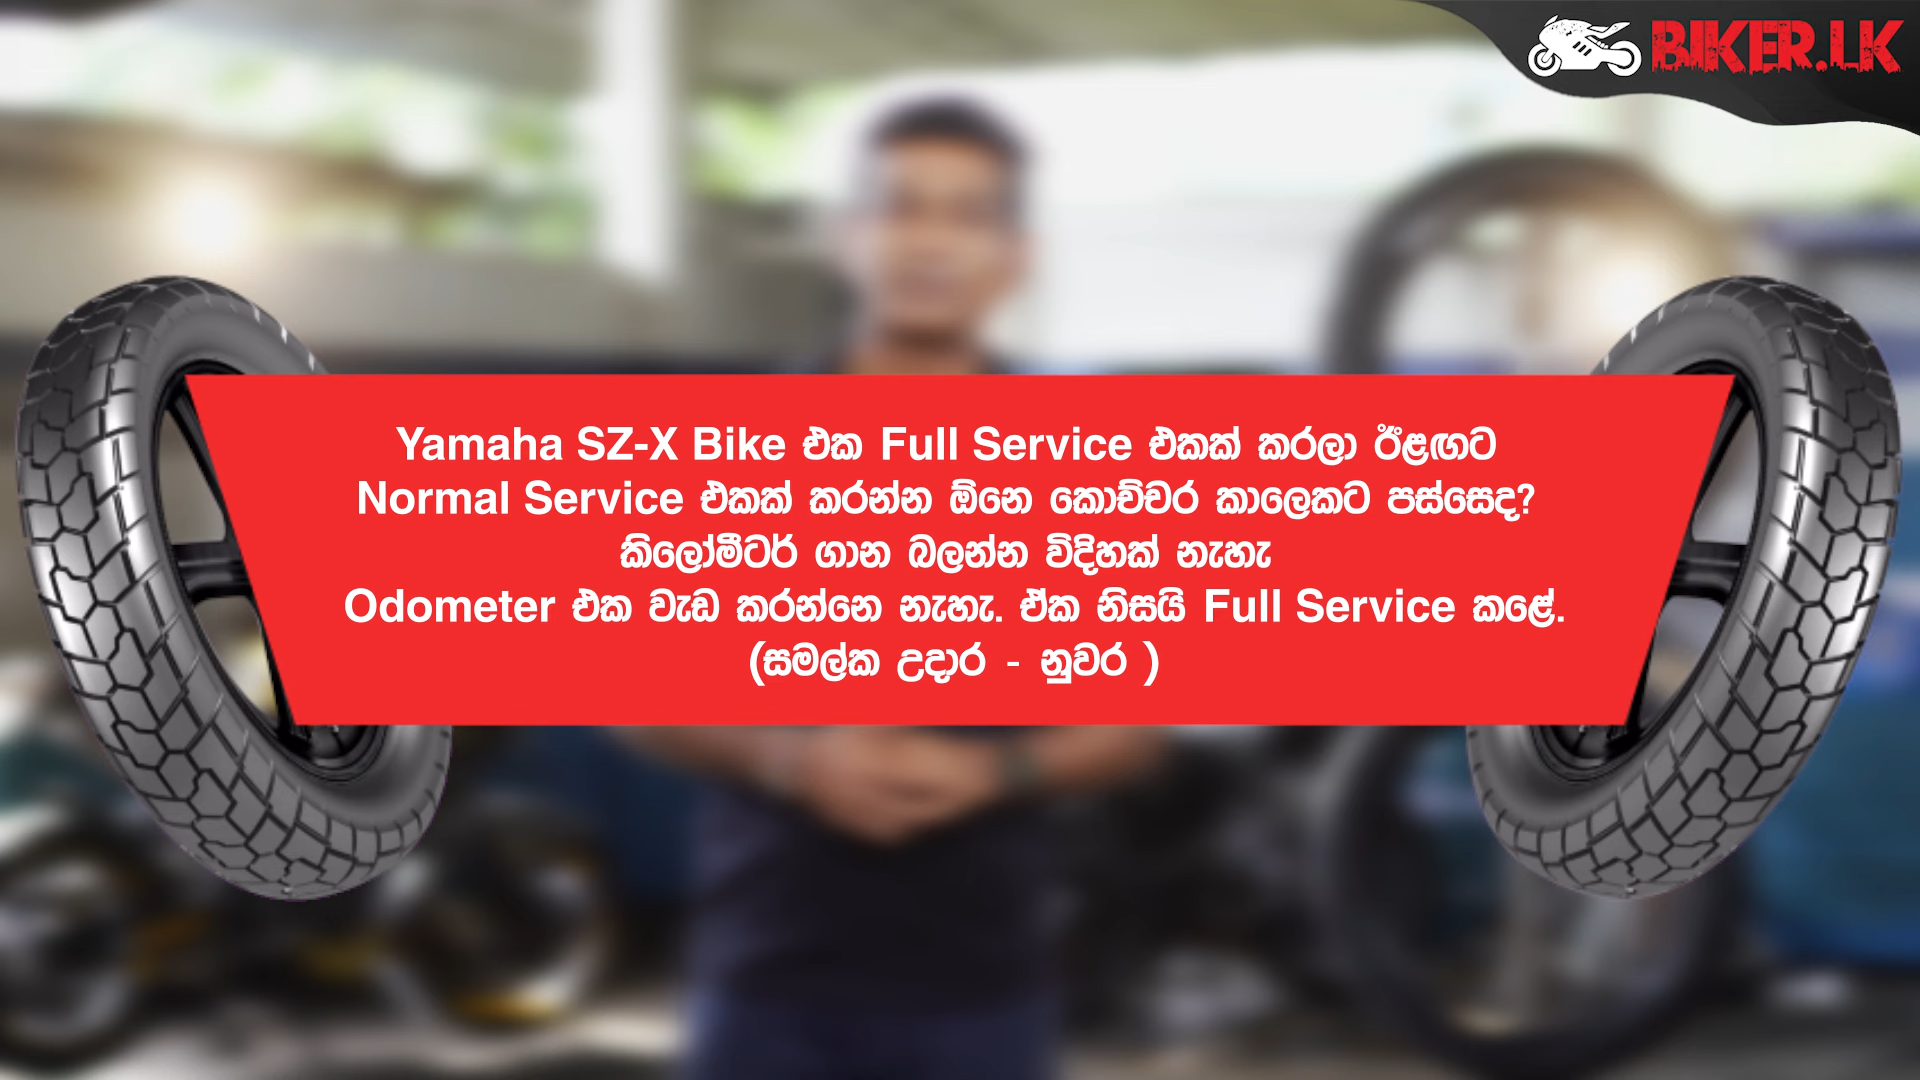 BIKER.LK
Yamaha SZ-X Bike එක Full Service එකක් කරලා ඊළඟට
Normal Service එකක් කරන්න ඕනෙ කොච්චර කාලෙකට පස්සෙද?
කිලෝමීටර් ගාන බලන්න විදිහක් නැහැ
Odometer එක වැඩ කරන්නෙ නැහැ. ඒක නිසයි Full Service කළේ.
(සමල්ක උදාර - නුවර )